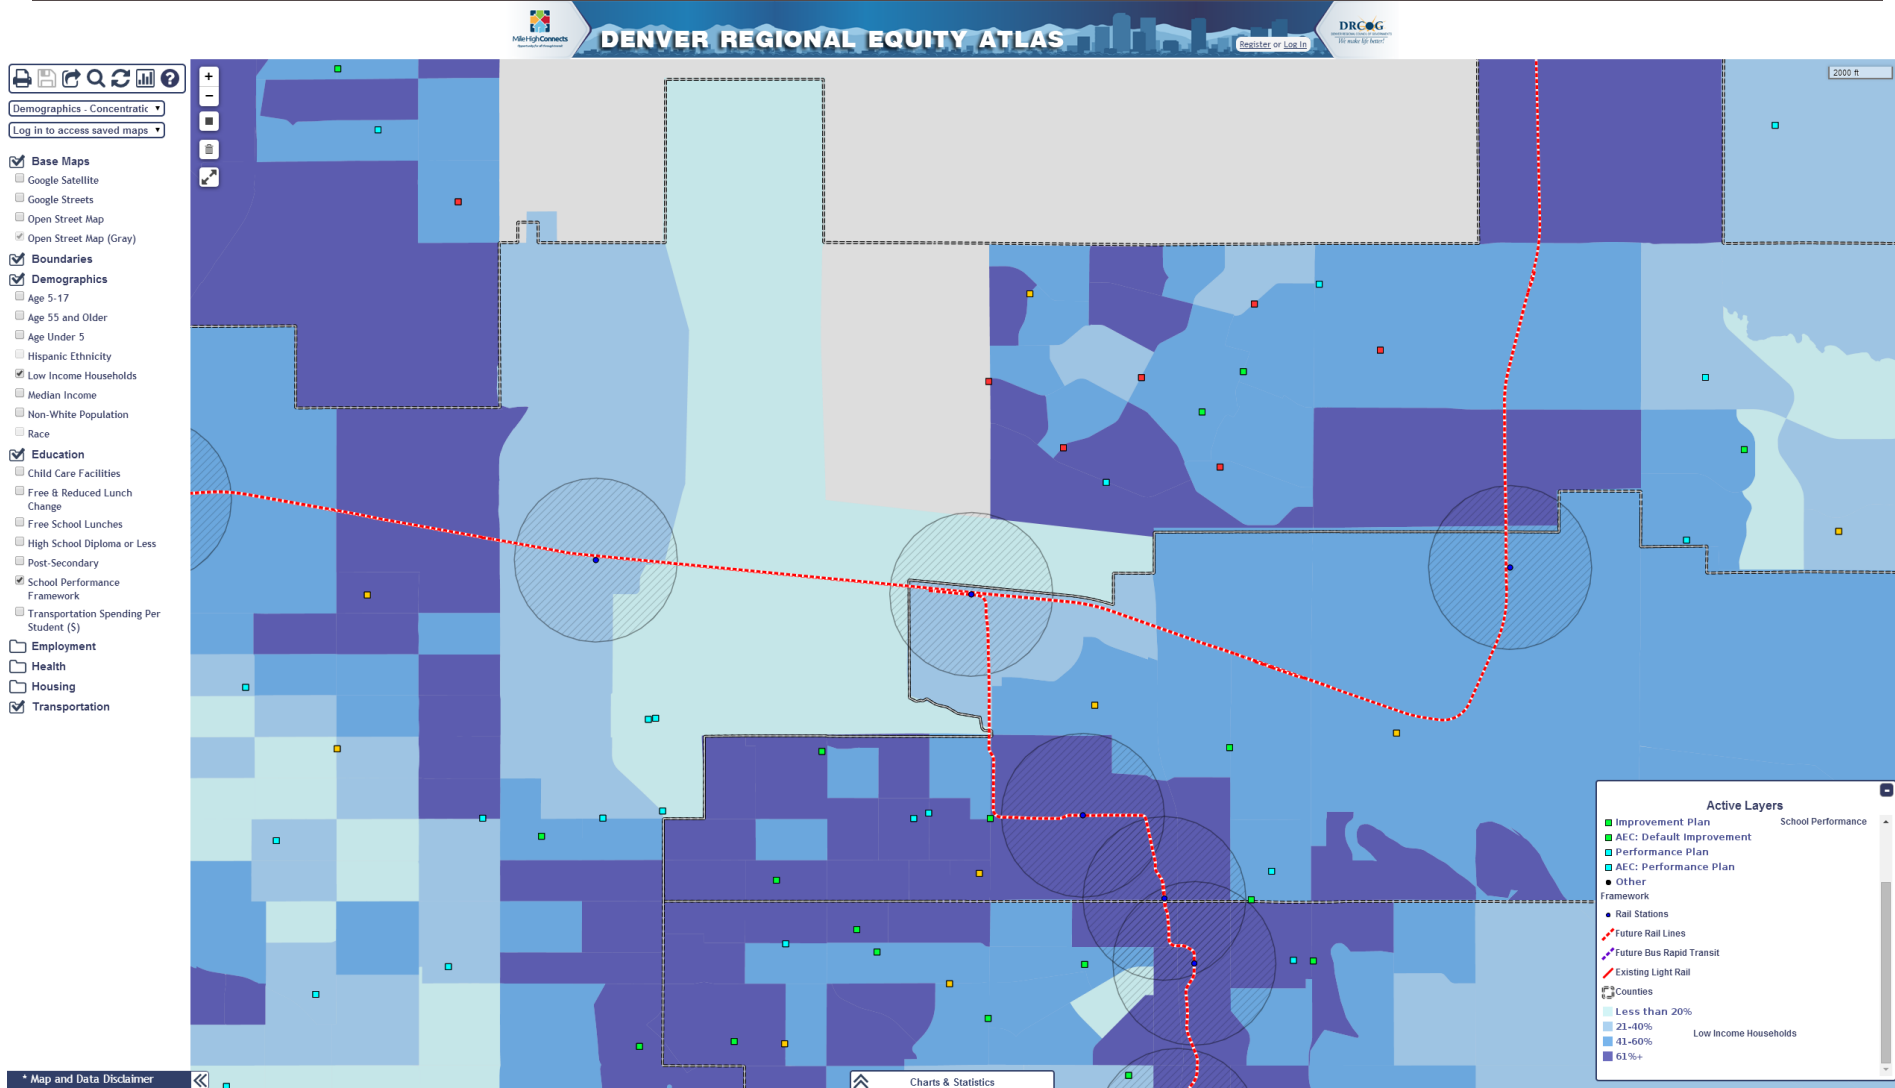 MileHighConnects
DENVER REGIONAL EQUITY ATLAS
Register or Log In
DRCOG
We make life better!
Demographics - Concentratic
Log in to access saved maps
Base Maps
Google Satellite
Google Streets
Open Street Map
Open Street Map (Gray)
Boundaries
Demographics
Age 5-17
Age 55 and Older
Age Under 5
Hispanic Ethnicity
Low Income Households
Median Income
Non-White Population
Race
Education
Child Care Facilities
Free & Reduced Lunch
Change
Free School Lunches
High School Diploma or Less
Post-Secondary
School Performance
Framework
Transportation Spending Per
Student ($)
Employment
Health
Housing
Transportation
* Map and Data Disclaimer
+
−
2000 ft
Charts & Statistics
Active Layers
Improvement Plan
School Performance
AEC: Default Improvement
Performance Plan
AEC: Performance Plan
Other
Framework
Rail Stations
Future Rail Lines
Future Bus Rapid Transit
Existing Light Rail
Counties
Less than 20%
21-40%
Low Income Households
41-60%
61%+